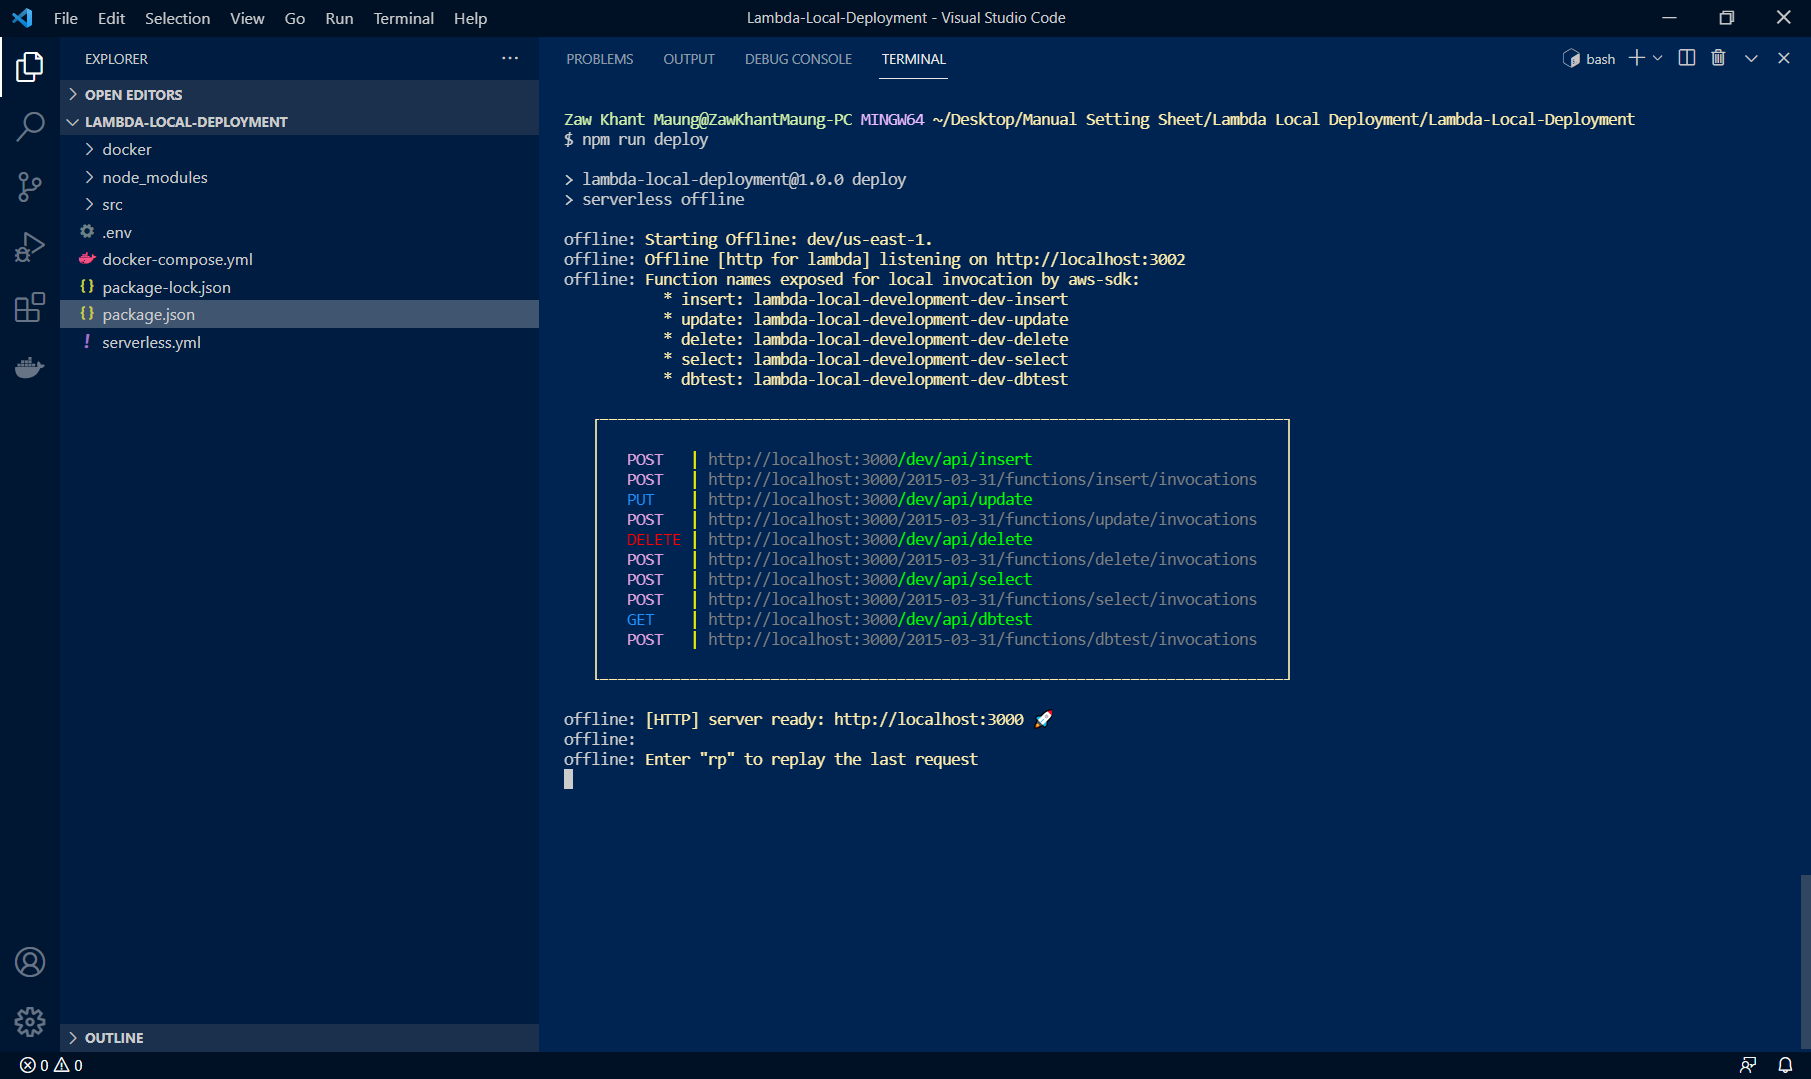 File Edit Selection View Go Run Terminal Help
Lambda-Local-Deployment - Visual Studio Code
EXPLORER
OPEN EDITORS
LAMBDA-LOCAL-DEPLOYMENT
docker
node_modules
src
.env
docker-compose.yml
package-lock.json
package.json
serverless.yml
OUTLINE
PROBLEMS OUTPUT DEBUG CONSOLE TERMINAL
bash
Zaw Khant Maung@ZawKhantMaung-PC MINGW64 ~/Desktop/Manual Setting Sheet/Lambda Local Deployment/Lambda-Local-Deployment
$ npm run deploy
> lambda-local-deployment@1.0.0 deploy
> serverless offline
offline: Starting Offline: dev/us-east-1.
offline: Offline [http for lambda] listening on http://localhost:3002
offline: Function names exposed for local invocation by aws-sdk:
* insert: lambda-local-development-dev-insert
* update: lambda-local-development-dev-update
* delete: lambda-local-development-dev-delete
* select: lambda-local-development-dev-select
* dbtest: lambda-local-development-dev-dbtest
POST | http://localhost:3000/dev/api/insert
POST | http://localhost:3000/2015-03-31/functions/insert/invocations
PUT | http://localhost:3000/dev/api/update
POST | http://localhost:3000/2015-03-31/functions/update/invocations
DELETE | http://localhost:3000/dev/api/delete
POST | http://localhost:3000/2015-03-31/functions/delete/invocations
POST | http://localhost:3000/dev/api/select
POST | http://localhost:3000/2015-03-31/functions/select/invocations
GET | http://localhost:3000/dev/api/dbtest
POST | http://localhost:3000/2015-03-31/functions/dbtest/invocations
offline: [HTTP] server ready: http://localhost:3000 🚀
offline:
offline: Enter "rp" to replay the last request
0 0